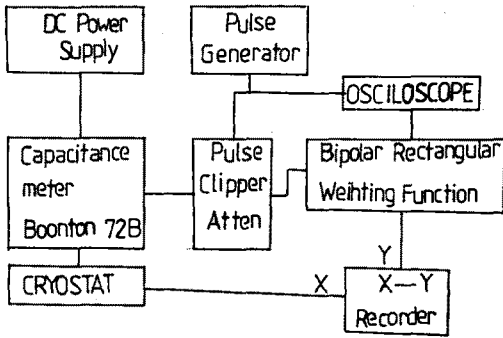 DC Power
Supply
Pulse
Generator
OSCILOSCOPE
Capacitance
meter
Boonton 72B
Pulse
Clipper
Atten
Bipolar Rectangular
Weihting Function
CRYOSTAT
X
Y
X—Y
Recorder